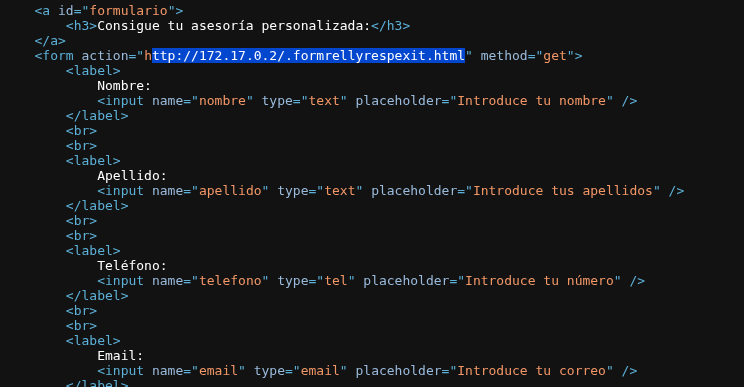 <a id="formulario">
<h3>Consigue tu asesoría personalizada:</h3>
</a>
<form action="http://172.17.0.2/.formrellyrespexit.html" method="get">
<label>
Nombre:
<input name="nombre" type="text" placeholder="Introduce tu nombre" />
</label>
<br>
<br>
<label>
Apellido:
<input name="apellido" type="text" placeholder="Introduce tus apellidos" />
</label>
<br>
<br>
<label>
Teléfono:
<input name="telefono" type="tel" placeholder="Introduce tu número" />
</label>
<br>
<br>
<label>
Email:
<input name="email" type="email" placeholder="Introduce tu correo" />
</label>